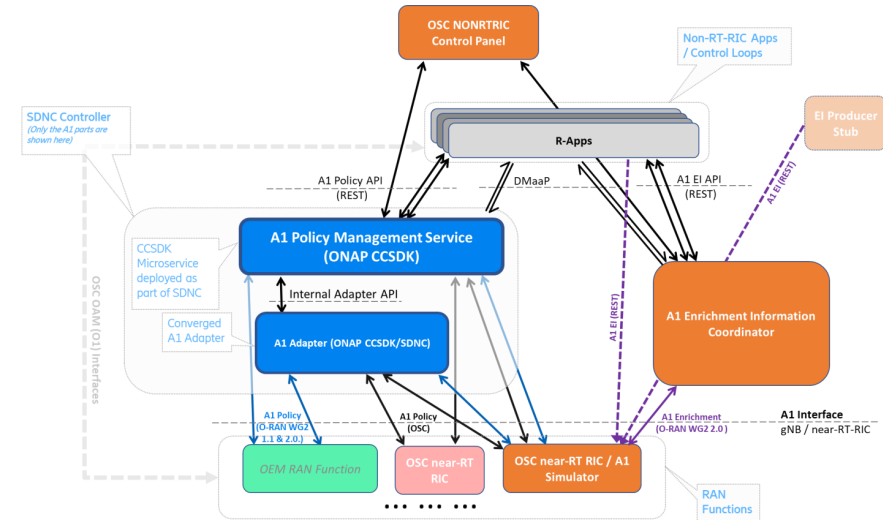 OSC NONRTRIC
Control Panel
Non-RT-RIC Apps
/ Control Loops
SDNC Controller
(Only the A1 parts are
shown here)
EI Producer
Stub
R-Apps
A1 Policy API
(REST)
DMaaP
A1 EI API
(REST)
A1 EI (REST)
A1 Policy Management Service
(ONAP CCSDK)
CCSDK
Microservice
deployed as
part of SDNC
Internal Adapter API
A1 EI (REST)
A1 Enrichment Information
Coordinator
Converged
A1 Adapter
A1 Adapter (ONAP CCSDK/SDNC)
OSC OAM (O1) Interfaces
A1 Policy
(O-RAN WG2
1.1 & 2.0.)
A1 Policy
(OSC)
A1 Enrichment
(O-RAN WG2 2.0 )
A1 Interface
gNB / near-RT-RIC
OEM RAN Function
OSC near-RT
RIC
OSC near-RT RIC / A1
Simulator
RAN
Functions
... ... ...